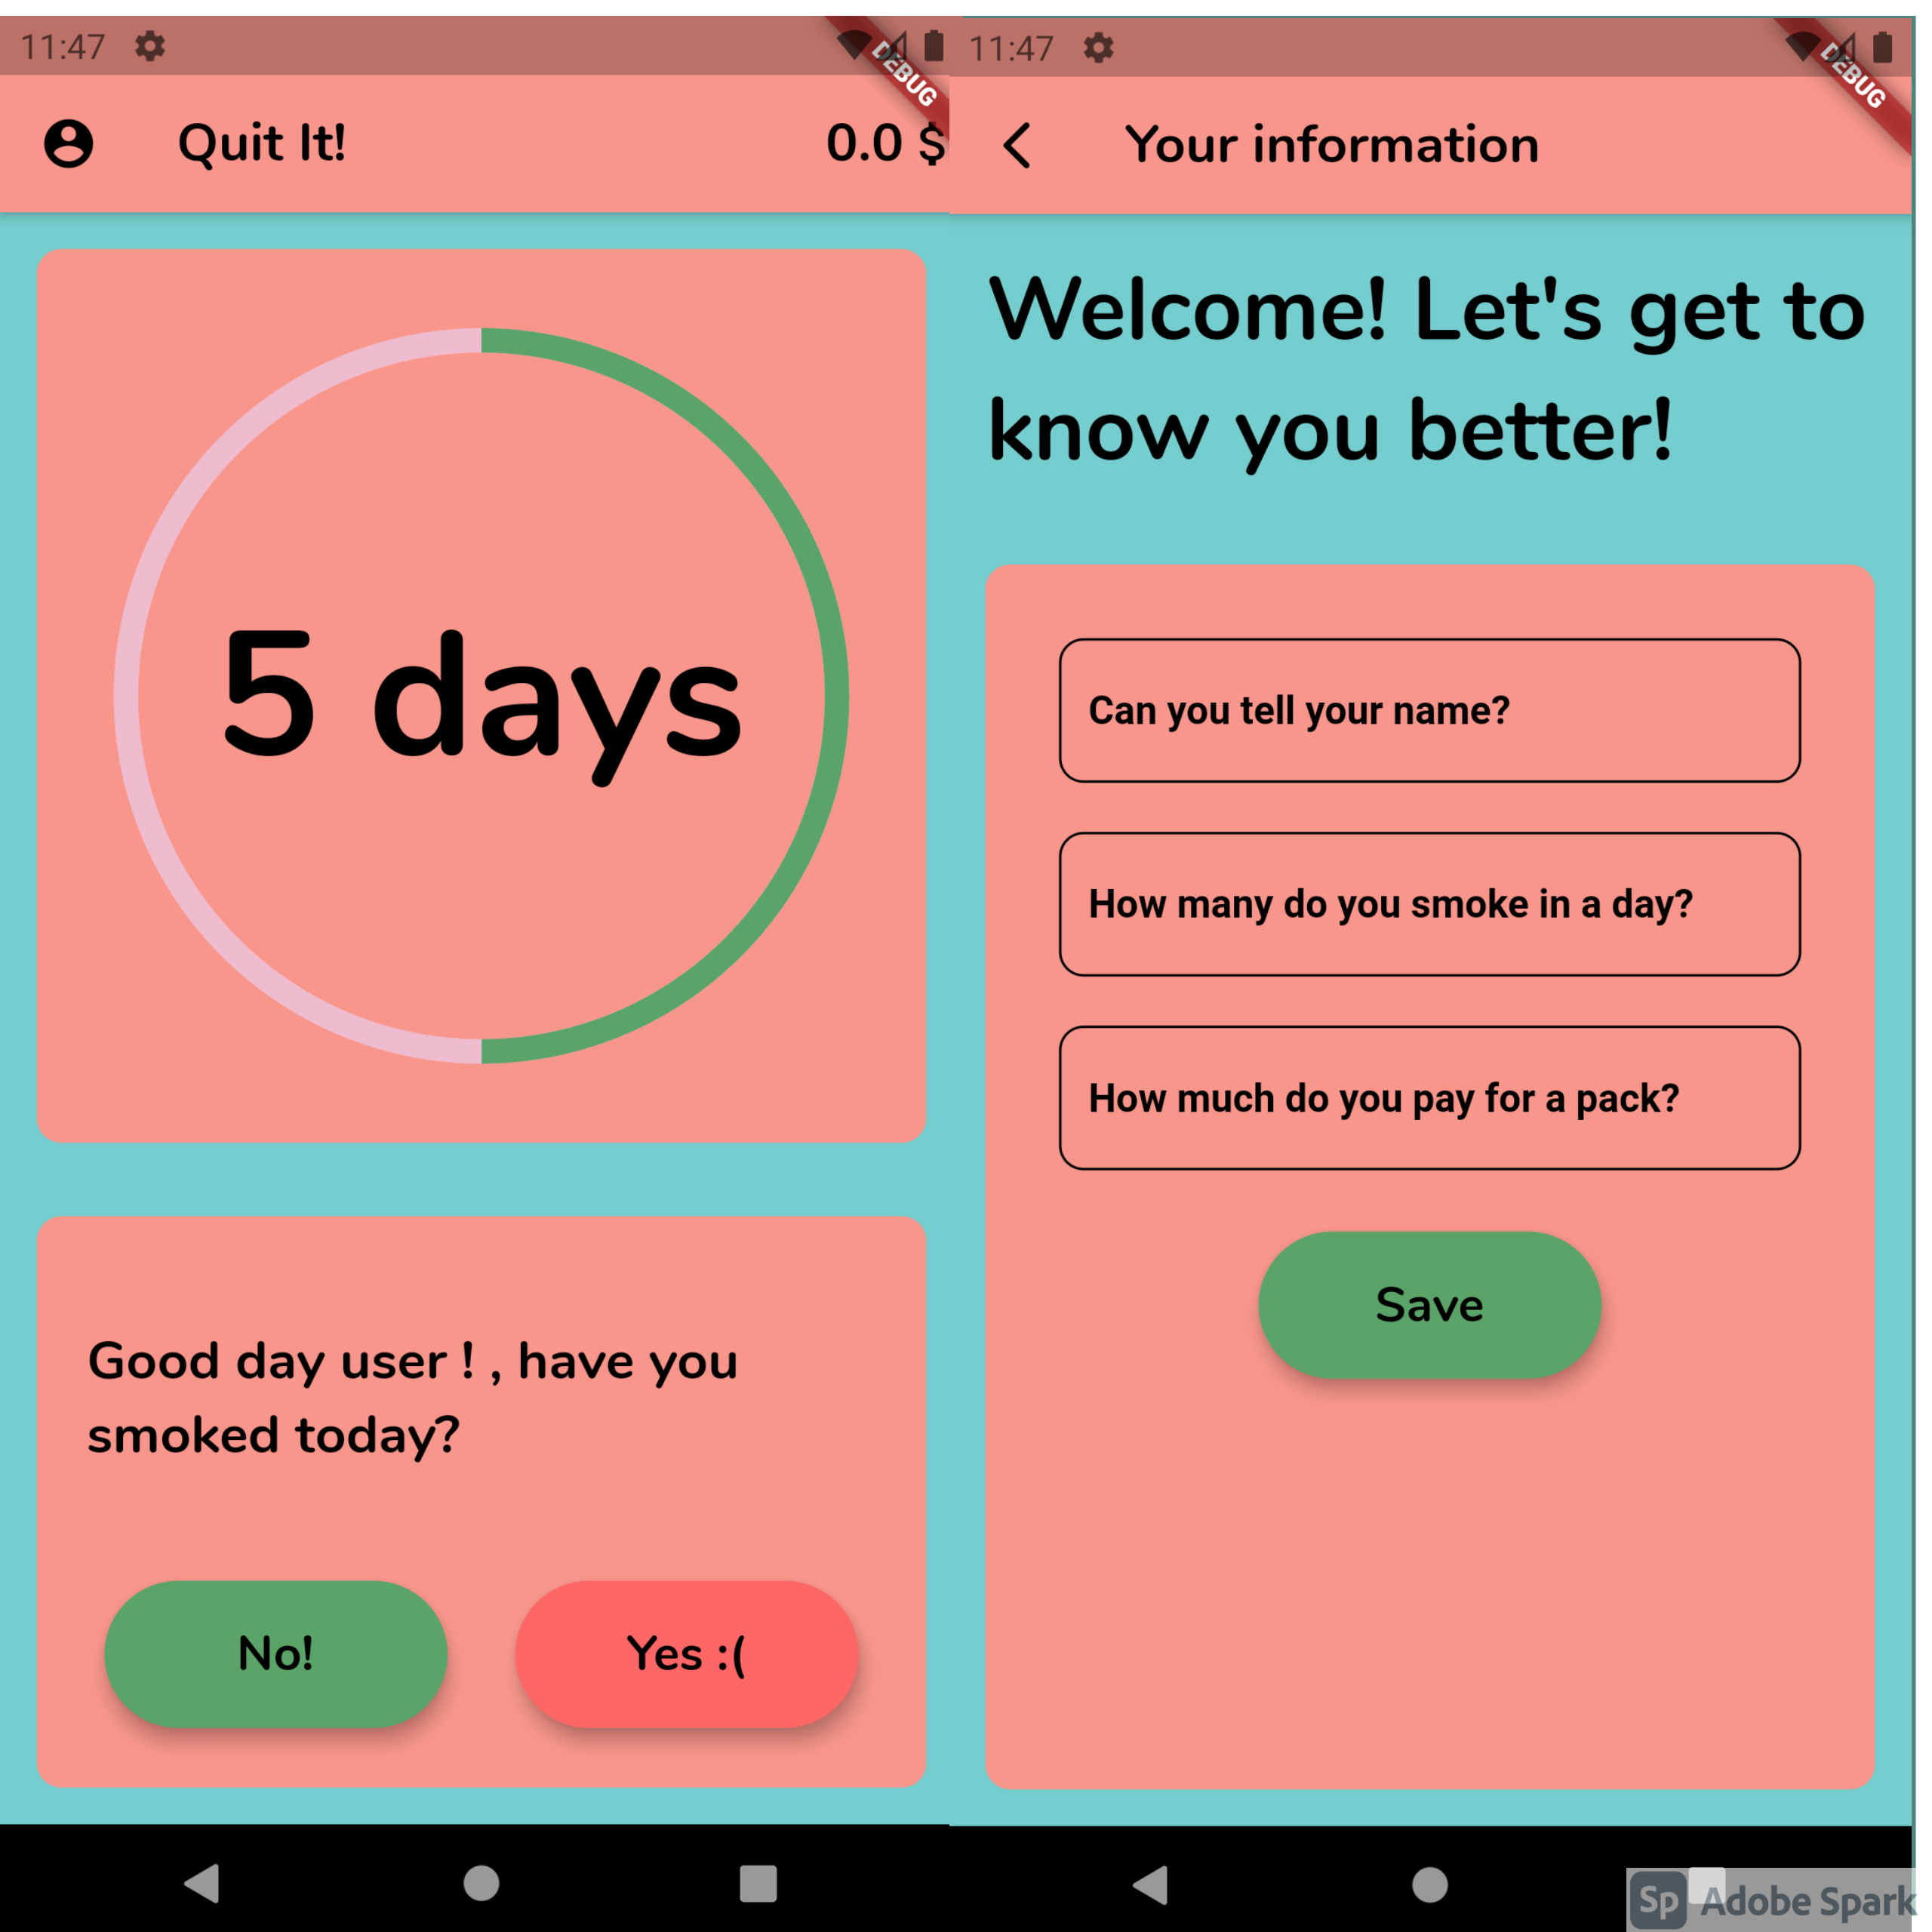 11:47
DEBUG
Quit It!
0.0 $
5 days
Good day user ! , have you
smoked today?
No!
Yes :(
11:47
DEBUG
Your information
Welcome! Let's get to
know you better!
Can you tell your name?
How many do you smoke in a day?
How much do you pay for a pack?
Save
Sp Adobe Spark